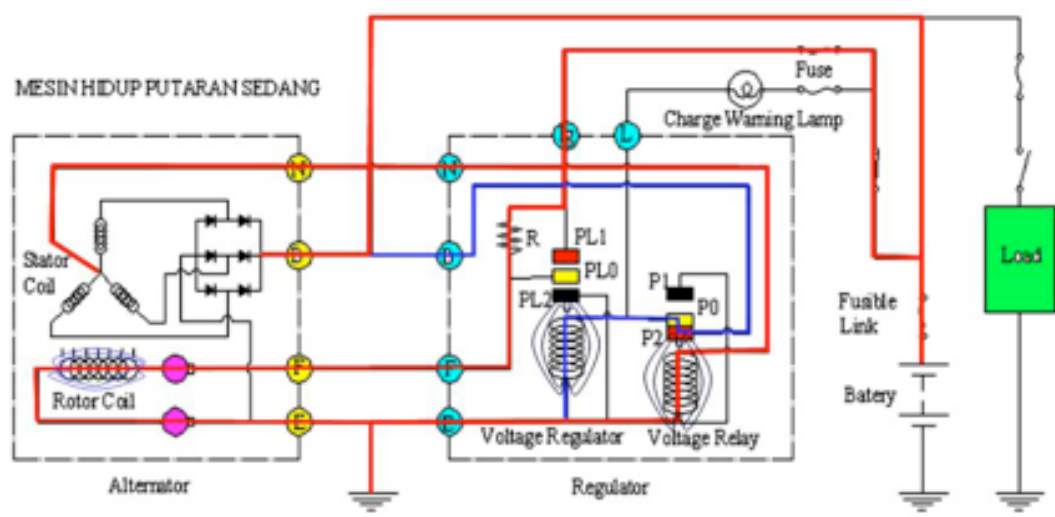 MESIN HIDUP PUTARAN SEDANG
Fuse
Charge Warning Lamp
L
N
N
B
B
R
PL1
PL0
PL2
P1
P0
P2
Stator
Coil
Load
Fusible
Link
F
F
Rotor Coil
E
E
Batery
Voltage Regulator
Voltage Relay
Alternator
Regulator